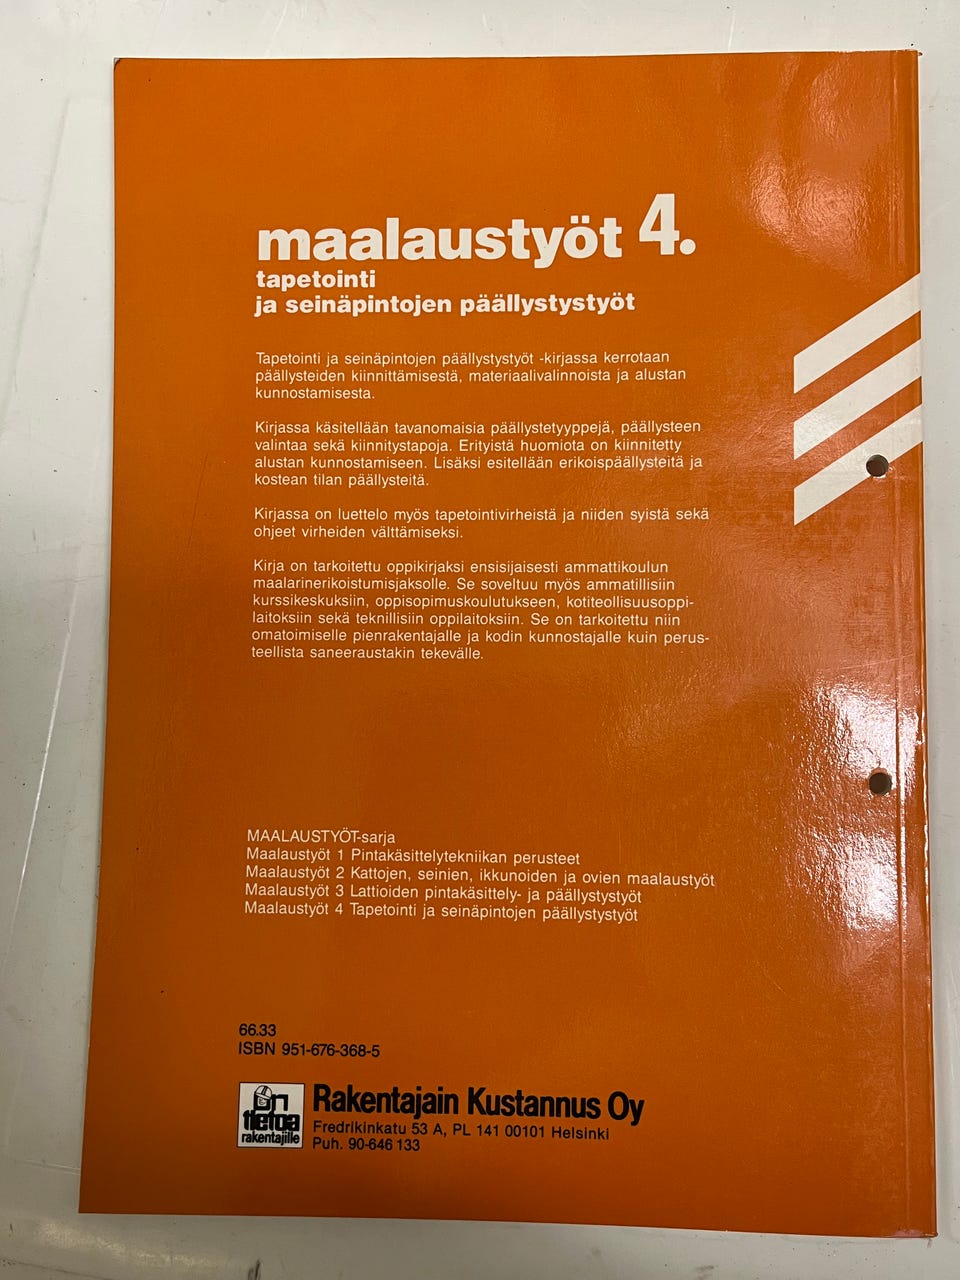 maalaustyöt 4.
tapetointi
ja seinäpintojen päällystystyöt
Tapetointi ja seinäpintojen päällystystyöt -kirjassa kerrotaan
päällysteiden kiinnittämisestä, materiaalivalinnoista ja alustan
kunnostamisesta.
Kirjassa käsitellään tavanomaisia päällystetyyppejä, päällysteen
valintaa sekä kiinnitystapoja. Erityistä huomiota on kiinnitetty
alustan kunnostamiseen. Lisäksi esitellään erikoispäällysteitä ja
kostean tilan päällysteitä.
Kirjassa on luettelo myös tapetointivirheistä ja niiden syistä sekä
ohjeet virheiden välttämiseksi.
Kirja on tarkoitettu oppikirjaksi ensisijaisesti ammattikoulun
maalarinerikoistumisjaksolle. Se soveltuu myös ammatillisiin
kurssikeskuksiin, oppisopimuskoulutukseen, kotiteollisuusoppi-
laitoksiin sekä teknillisiin oppilaitoksiin. Se on tarkoitettu niin
omatoimiselle pienrakentajalle ja kodin kunnostajalle kuin perus-
teellista saneeraustakin tekevälle.
MAALAUSTYÖT-sarja
Maalaustyöt 1 Pintakäsittelytekniikan perusteet
Maalaustyöt 2 Kattojen, seinien, ikkunoiden ja ovien maalaustyöt
Maalaustyöt 3 Lattioiden pintakäsittely- ja päällystystyöt
Maalaustyöt 4 Tapetointi ja seinäpintojen päällystystyöt
66.33
ISBN 951-676-368-5
on
tietoa
rakentajille
Rakentajain Kustannus Oy
Fredrikinkatu 53 A, PL 141 00101 Helsinki
Puh. 90-646 133